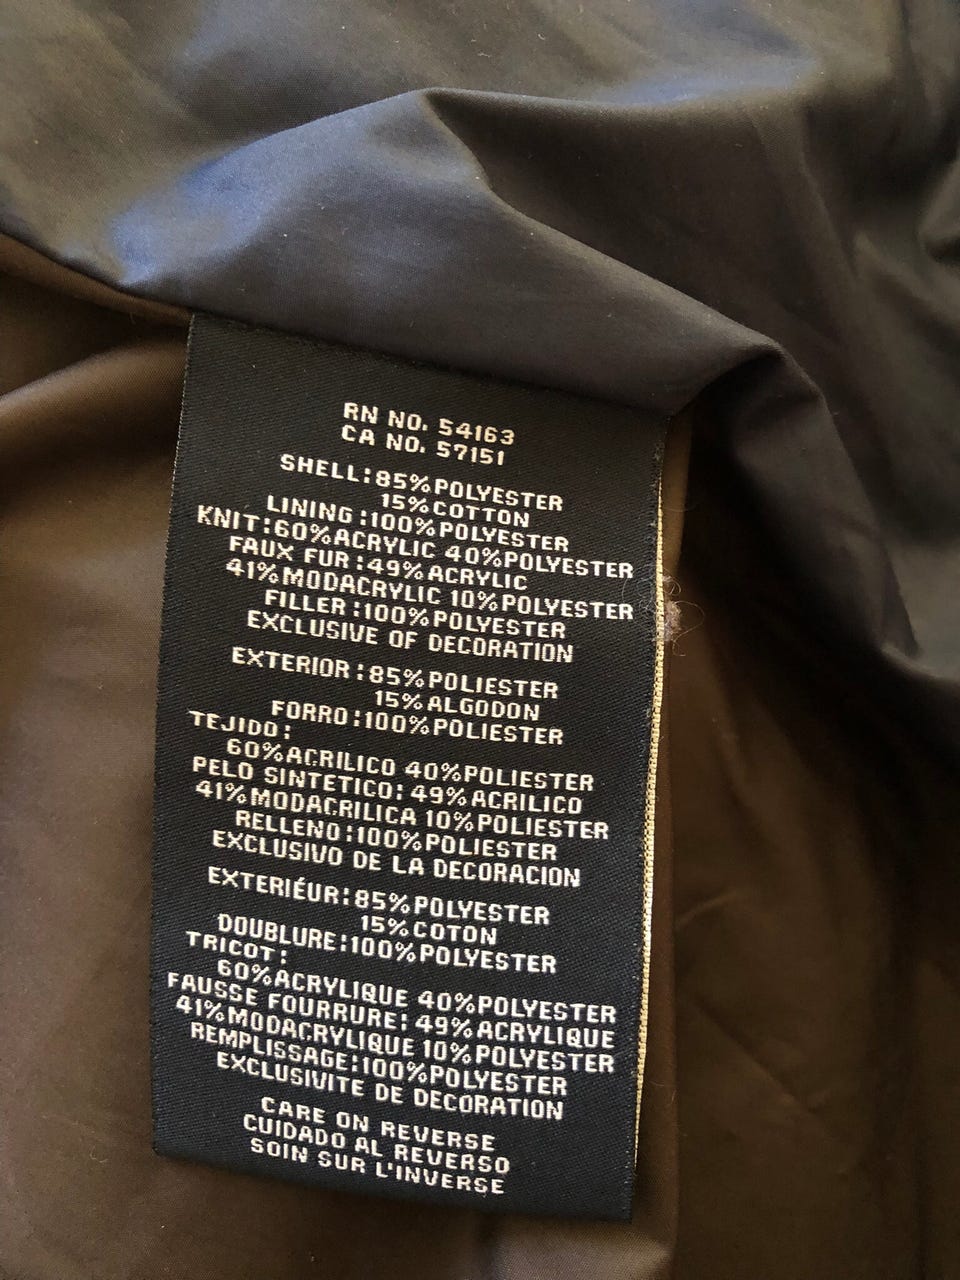 RN NO. 54163
CA NO. 57151
SHELL:85%POLYESTER
15%COTTON
LINING:100%POLYESTER
KNIT:60%ACRYLIC 40%POLYESTER
FAUX FUR:49%ACRYLIC
41%MODACRYLIC 10%POLYESTER
FILLER:100%POLYESTER
EXCLUSIVE OF DECORATION
EXTERIOR:85%POLIESTER
15%ALGODON
FORRO:100%POLIESTER
TEJIDO:
60%ACRILICO 40%POLIESTER
PELO SINTETICO: 49%ACRILICO
41%MODACRILICA 10%POLIESTER
RELLENO:100%POLIESTER
EXCLUSIVO DE LA DECORACION
EXTERIÉUR:85%POLYESTER
15%COTON
DOUBLURE:100%POLYESTER
TRICOT:
60%ACRYLIQUE 40%POLYESTER
FAUSSE FOURRURE: 49%ACRYLIQUE
41%MODACRYLIQUE 10%POLYESTER
REMPLISSAGE:100%POLYESTER
EXCLUSIVITE DE DECORATION
CARE ON REVERSE
CUIDADO AL REVERSO
SOIN SUR L'INVERSE